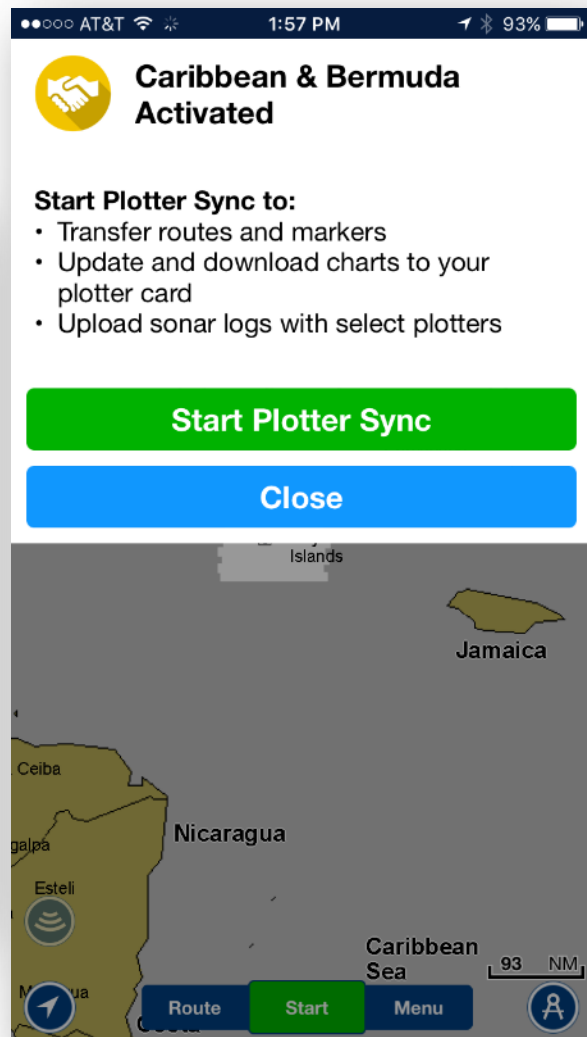 AT&T 1:57 PM 93%
Caribbean & Bermuda
Activated
Start Plotter Sync to:
• Transfer routes and markers
• Update and download charts to your
plotter card
• Upload sonar logs with select plotters
Start Plotter Sync
Close
Islands
Jamaica
Ceiba
Nicaragua
galpa
Esteli
Caribbean
Sea
93 NM
Route Start Menu